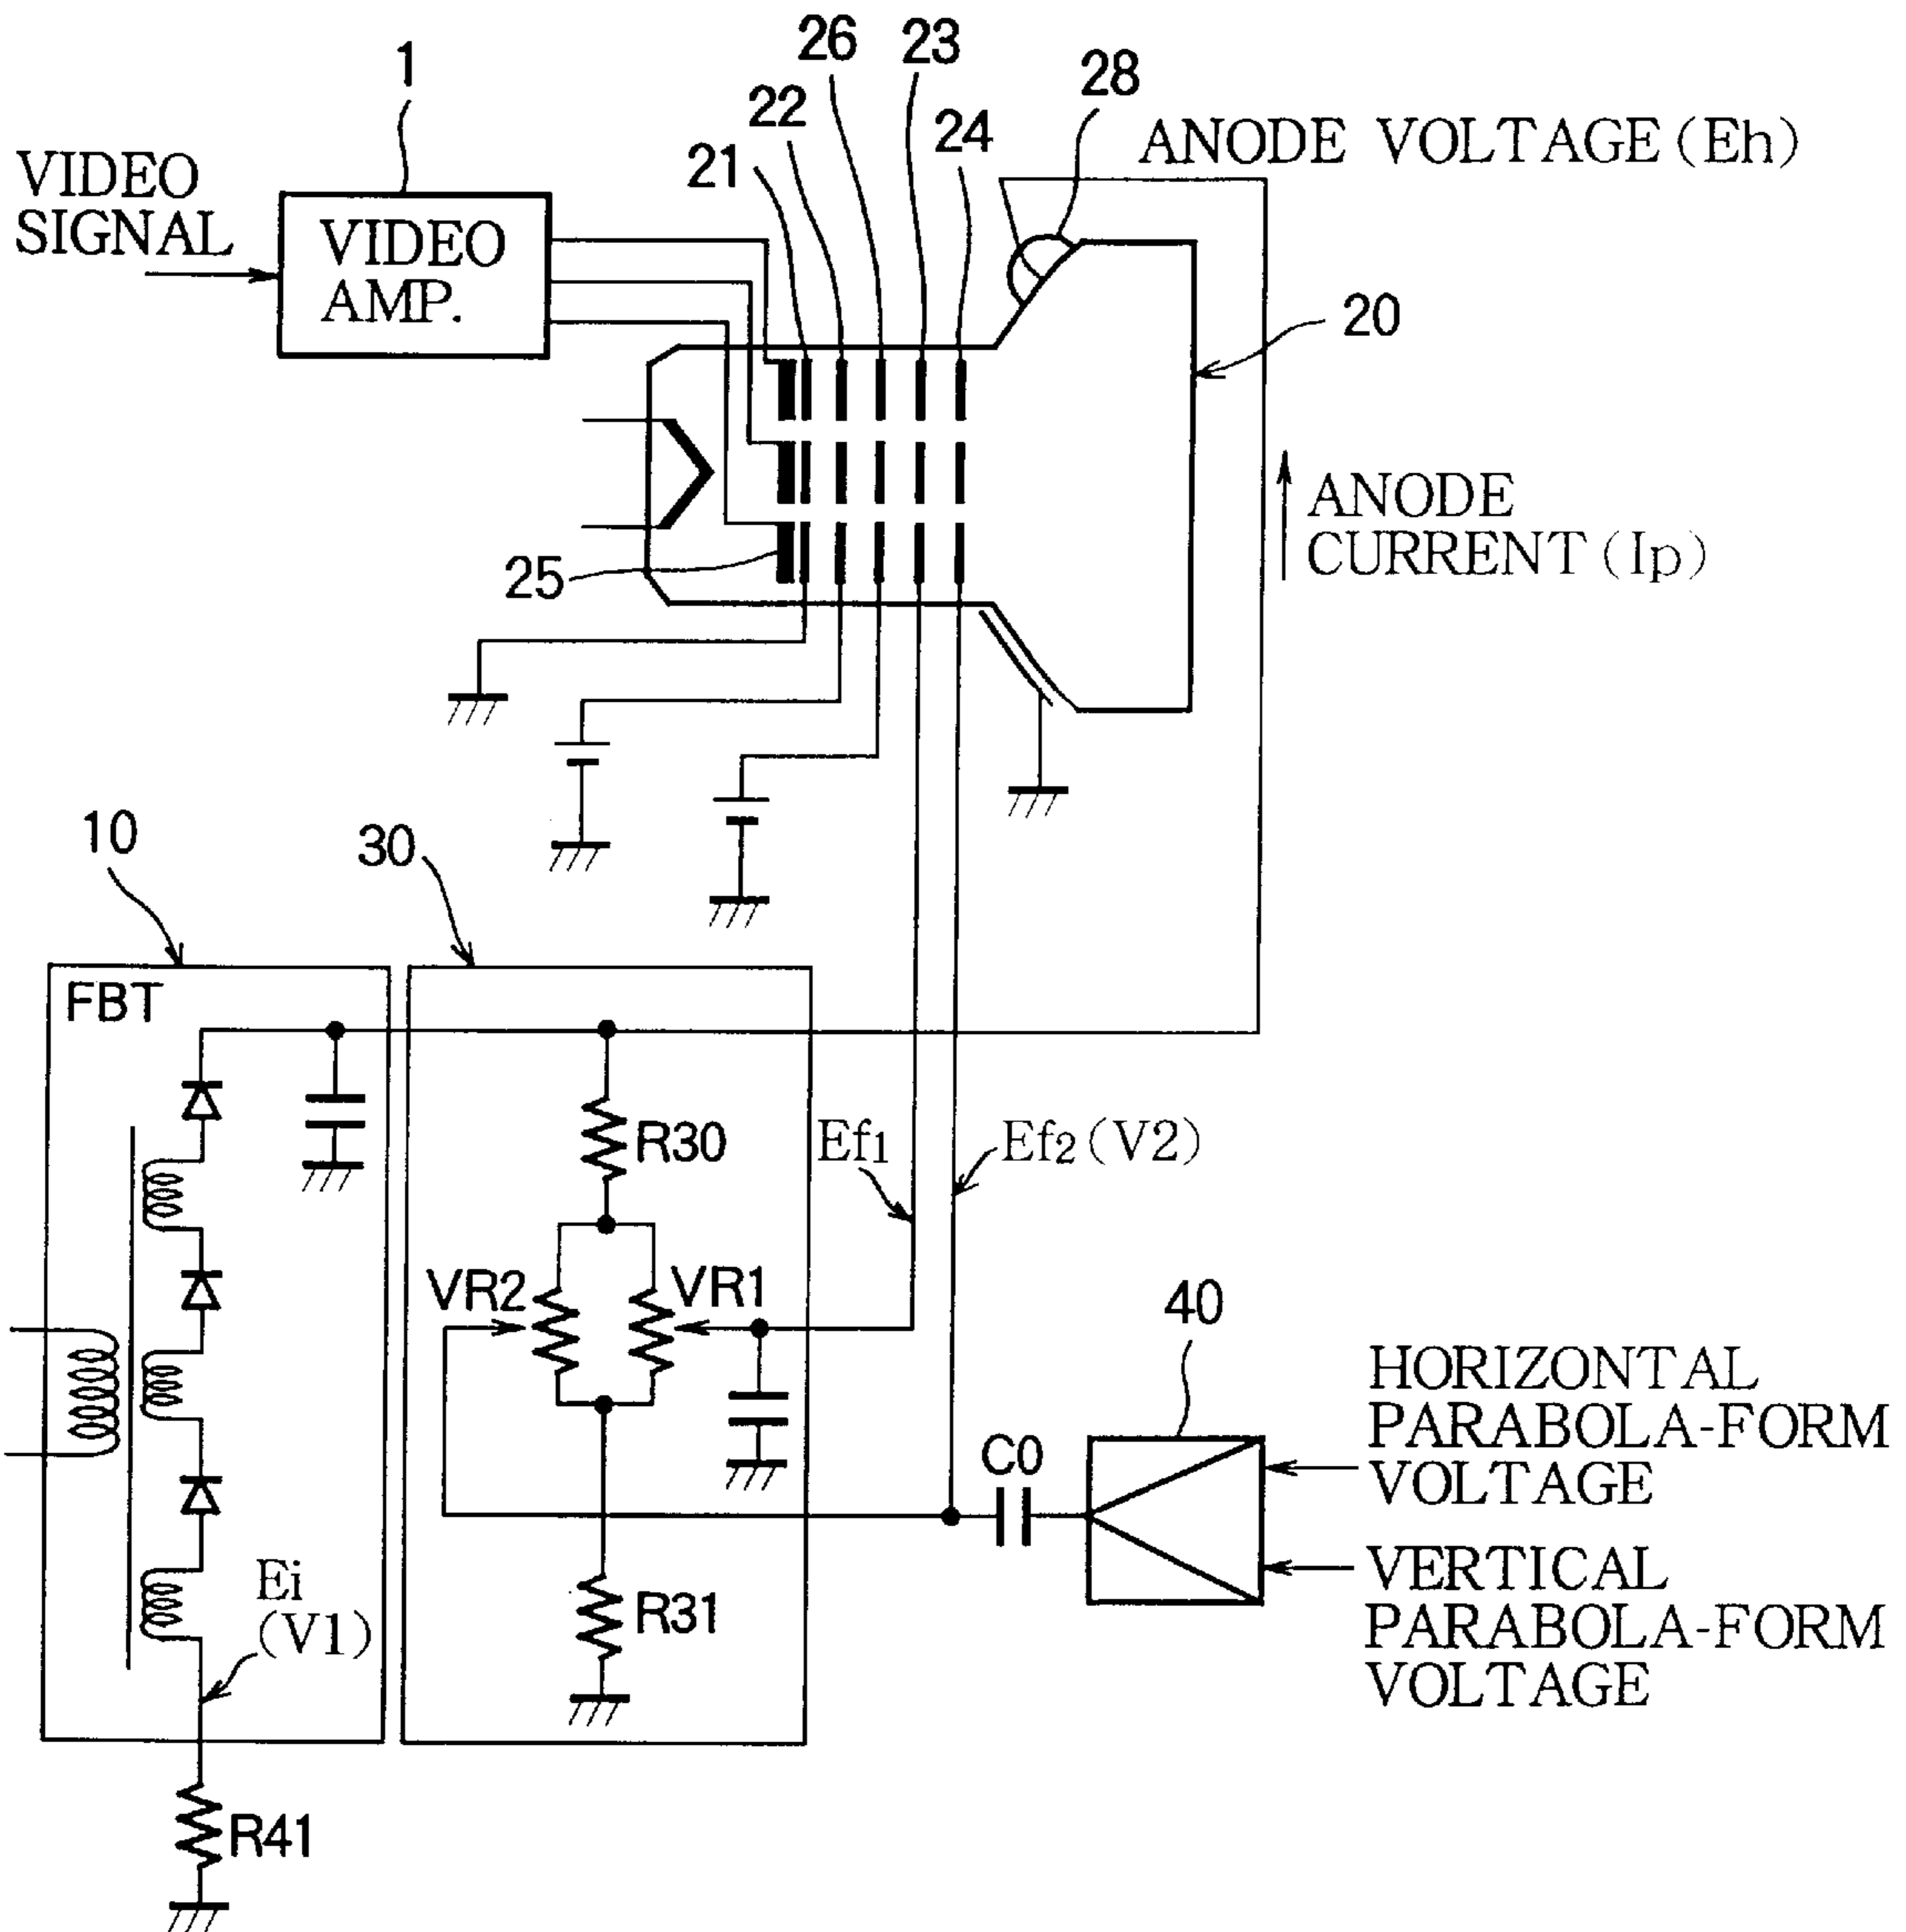 1
26
23
28
22
24
21
ANODE VOLTAGE (Eh)
VIDEO
SIGNAL
VIDEO
AMP.
20
ANODE
CURRENT (Ip)
25
10
30
FBT
R30
Ef1
Ef2 (V2)
VR2
VR1
40
HORIZONTAL
PARABOLA-FORM
VOLTAGE
C0
Ei
(V1)
R31
VERTICAL
PARABOLA-FORM
VOLTAGE
R41